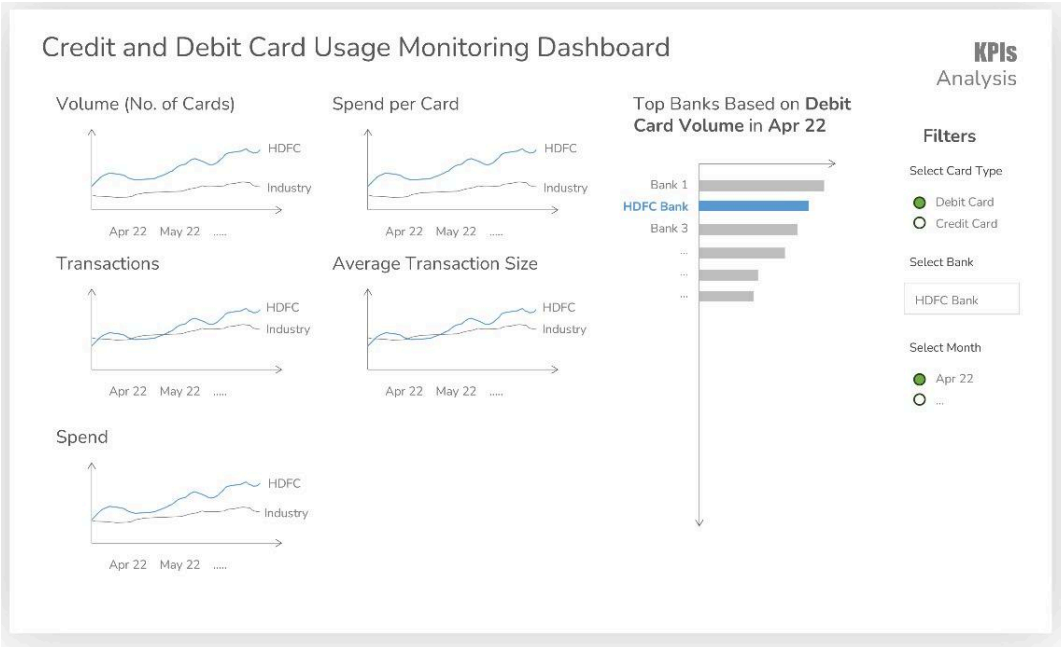 Credit and Debit Card Usage Monitoring Dashboard
KPIs
Analysis
Volume (No. of Cards)
HDFC
Industry
Apr 22 May 22 .....
Spend per Card
HDFC
Industry
Apr 22 May 22 .....
Transactions
HDFC
Industry
Apr 22 May 22 .....
Average Transaction Size
HDFC
Industry
Apr 22 May 22 .....
Spend
HDFC
Industry
Apr 22 May 22 .....
Top Banks Based on Debit
Card Volume in Apr 22
Bank 1
HDFC Bank
Bank 3
...
...
...
Filters
Select Card Type
Debit Card
Credit Card
Select Bank
HDFC Bank
Select Month
Apr 22
...